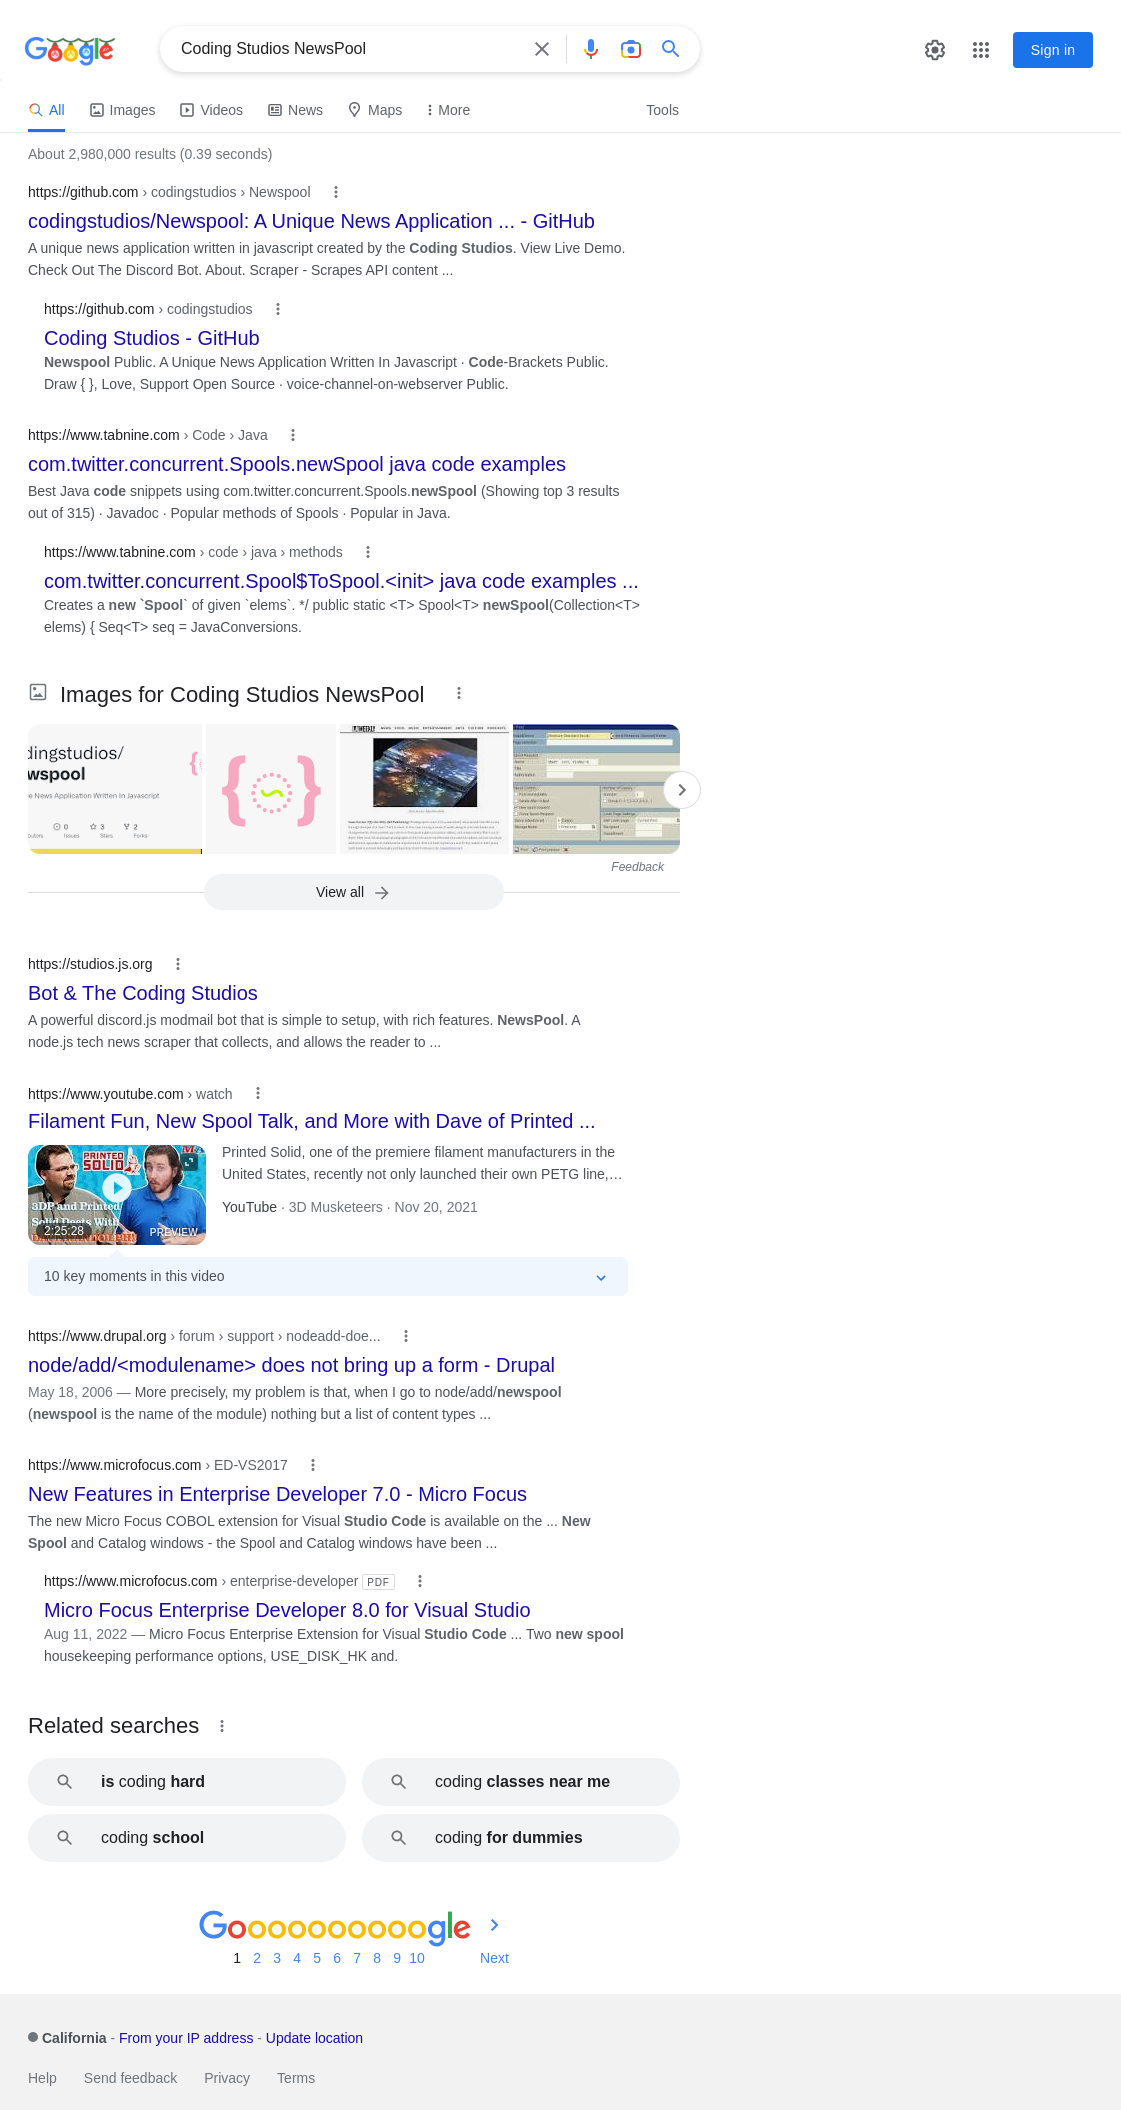 Google
Coding Studios NewsPool
Sign in
All
Images
Videos
News
Maps
More
Tools
About 2,980,000 results (0.39 seconds)
https://github.com › codingstudios › Newspool
codingstudios/Newspool: A Unique News Application ... - GitHub
A unique news application written in javascript created by the Coding Studios. View Live Demo.
Check Out The Discord Bot. About. Scraper - Scrapes API content ...
https://github.com › codingstudios
Coding Studios - GitHub
Newspool Public. A Unique News Application Written In Javascript · Code-Brackets Public.
Draw { }, Love, Support Open Source · voice-channel-on-webserver Public.
https://www.tabnine.com › Code › Java
com.twitter.concurrent.Spools.newSpool java code examples
Best Java code snippets using com.twitter.concurrent.Spools.newSpool (Showing top 3 results
out of 315) · Javadoc · Popular methods of Spools · Popular in Java.
https://www.tabnine.com › code › java › methods
com.twitter.concurrent.Spool$ToSpool.<init> java code examples ...
Creates a new `Spool` of given `elems`. */ public static <T> Spool<T> newSpool(Collection<T>
elems) { Seq<T> seq = JavaConversions.
Images for Coding Studios NewsPool
dingstudios/
wspool
e News Application Written In Javascript
0
3
2
utors
Issues
Stars
Forks
{ }
Feedback
View all
https://studios.js.org
Bot & The Coding Studios
A powerful discord.js modmail bot that is simple to setup, with rich features. NewsPool. A
node.js tech news scraper that collects, and allows the reader to ...
https://www.youtube.com › watch
Filament Fun, New Spool Talk, and More with Dave of Printed ...
PRINTED
SOLID
3DP and Printed
Solid Deets With
2:25:28
PREVIEW
Printed Solid, one of the premiere filament manufacturers in the
United States, recently not only launched their own PETG line,…
YouTube · 3D Musketeers · Nov 20, 2021
10 key moments in this video
https://www.drupal.org › forum › support › nodeadd-doe...
node/add/<modulename> does not bring up a form - Drupal
May 18, 2006 — More precisely, my problem is that, when I go to node/add/newspool
(newspool is the name of the module) nothing but a list of content types ...
https://www.microfocus.com › ED-VS2017
New Features in Enterprise Developer 7.0 - Micro Focus
The new Micro Focus COBOL extension for Visual Studio Code is available on the ... New
Spool and Catalog windows - the Spool and Catalog windows have been ...
https://www.microfocus.com › enterprise-developer PDF
Micro Focus Enterprise Developer 8.0 for Visual Studio
Aug 11, 2022 — Micro Focus Enterprise Extension for Visual Studio Code ... Two new spool
housekeeping performance options, USE_DISK_HK and.
Related searches
is coding hard
coding classes near me
coding school
coding for dummies
Goooooooooogle
1 2 3 4 5 6 7 8 9 10 Next
California - From your IP address - Update location
Help Send feedback Privacy Terms